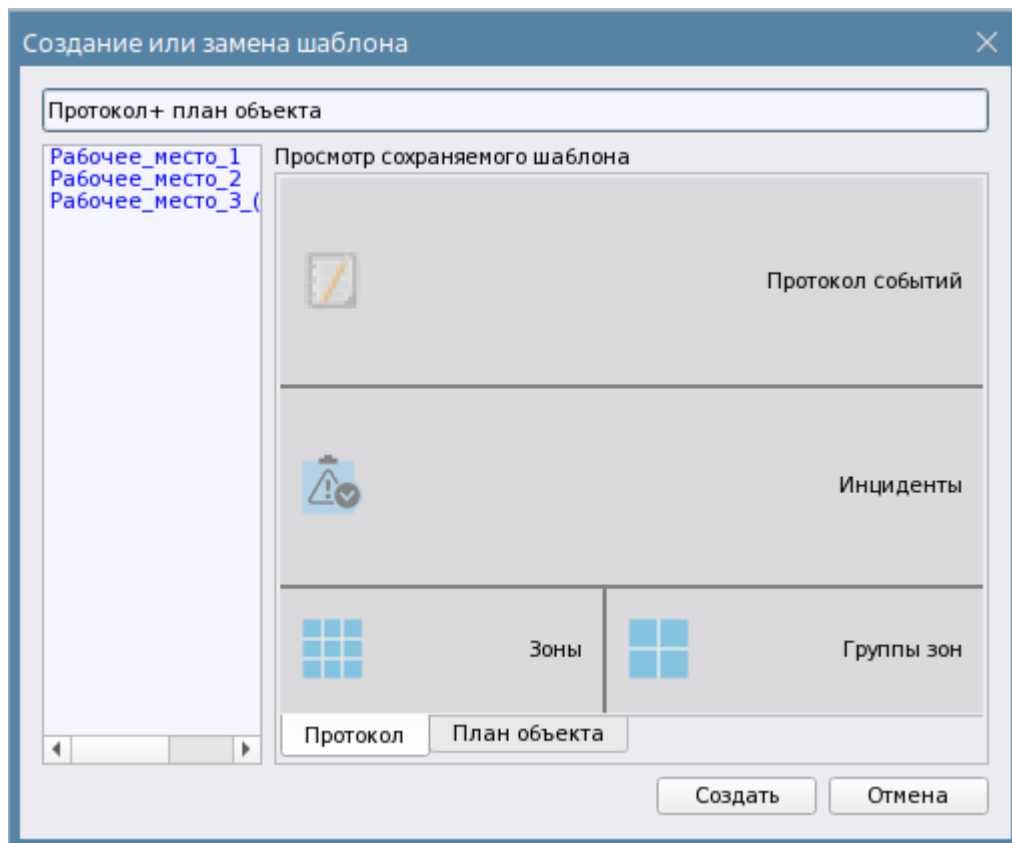 Создание или замена шаблона
Протокол+ план объекта
Рабочее_место_1
Рабочее_место_2
Рабочее_место_3_(
Просмотр сохраняемого шаблона
Протокол событий
Инциденты
Зоны
Группы зон
Протокол
План объекта
Создать
Отмена